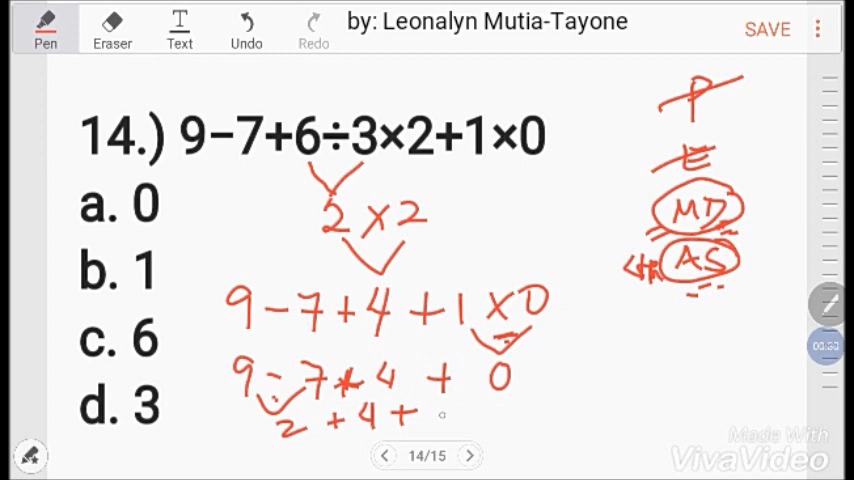 by: Leonalyn Mutia-Tayone
SAVE
Pen Eraser Text Undo Redo
14.) 9−7+6÷3×2+1×0
a. 0
b. 1
c. 6
d. 3
2 × 2
9 − 7 + 4 + 1 × 0
9 − 7 + 4 + 0
2 + 4 +
P
E
MD
AS
14/15
Made With
VivaVideo